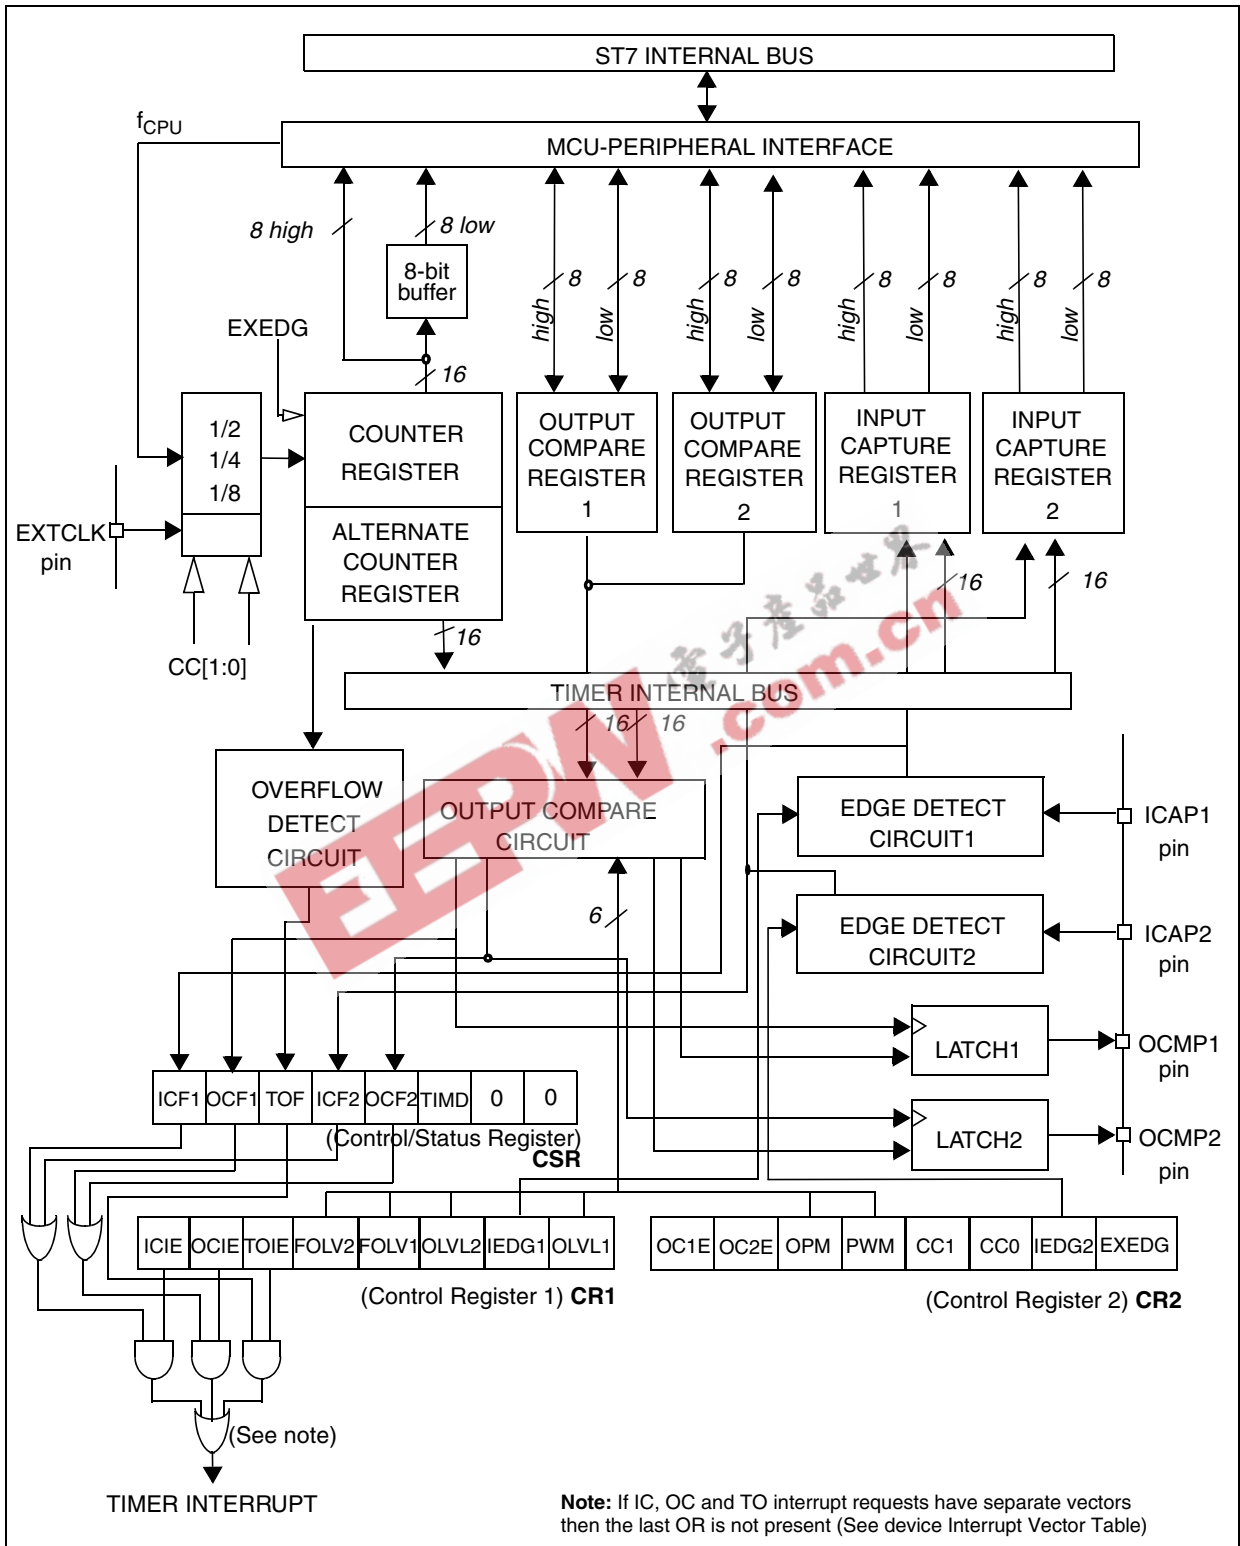 ST7 INTERNAL BUS
fCPU
MCU-PERIPHERAL INTERFACE
8 high
8 low
8-bit
buffer
8 8 8 8 8 8
high low high low high low
EXEDG
16
1/2
1/4
1/8
COUNTER
REGISTER
ALTERNATE
COUNTER
REGISTER
OUTPUT
COMPARE
REGISTER
1
OUTPUT
COMPARE
REGISTER
2
INPUT
CAPTURE
REGISTER
1
INPUT
CAPTURE
REGISTER
2
EXTCLK
pin
CC[1:0]
16
16
16
TIMER INTERNAL BUS
16 16
電子產品世界
EEPW
.com.cn
OVERFLOW
DETECT
CIRCUIT
OUTPUT COMPARE
CIRCUIT
6
EDGE DETECT
CIRCUIT1
ICAP1
pin
EDGE DETECT
CIRCUIT2
ICAP2
pin
LATCH1
OCMP1
pin
LATCH2
OCMP2
pin
ICF1 OCF1 TOF ICF2 OCF2 TIMD 0 0
(Control/Status Register)
CSR
ICIE OCIE TOIE FOLV2 FOLV1 OLVL2 IEDG1 OLVL1
(Control Register 1) CR1
OC1E OC2E OPM PWM CC1 CC0 IEDG2 EXEDG
(Control Register 2) CR2
(See note)
TIMER INTERRUPT
Note: If IC, OC and TO interrupt requests have separate vectors
then the last OR is not present (See device Interrupt Vector Table)